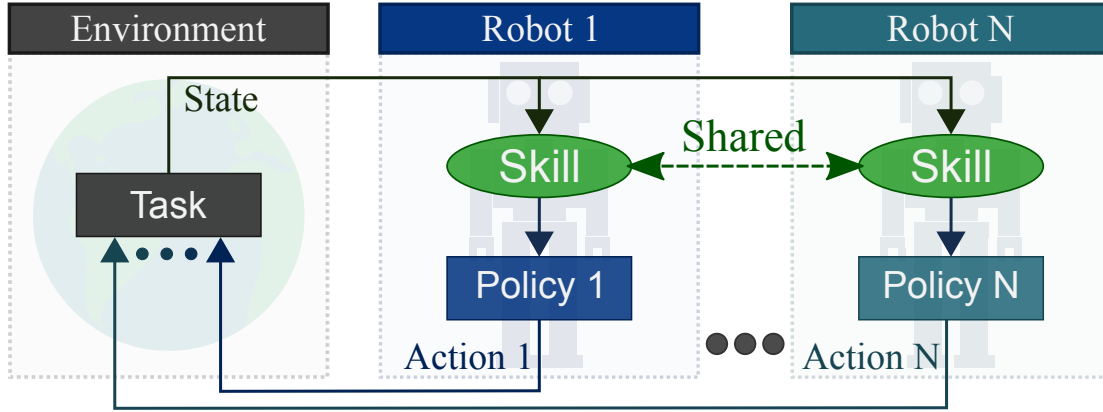 Environment
Robot 1
Robot N
State
Shared
Skill
Skill
Task
Policy 1
Policy N
Action 1
Action N